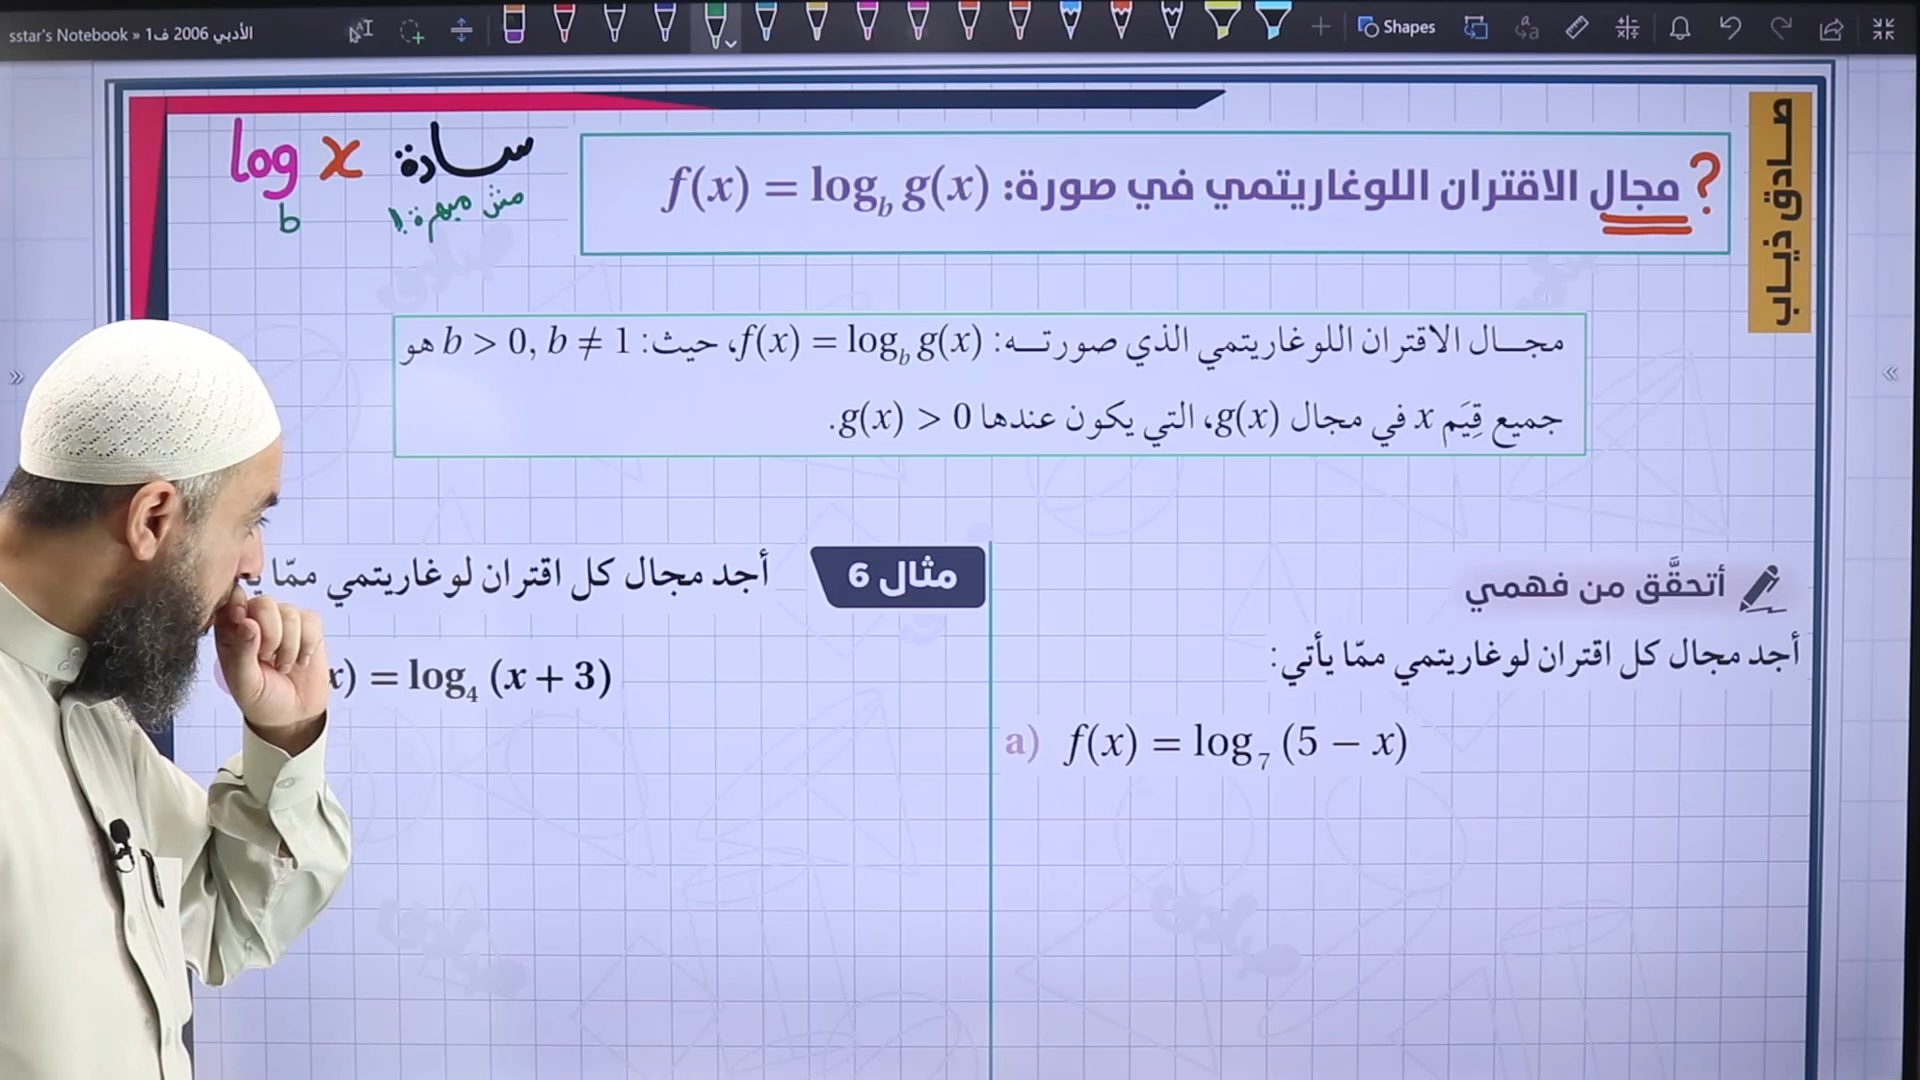 sstar's Notebook » الأدبي 2006 ف1
Shapes
صادق ذياب
؟ مجال الاقتران اللوغاريتمي في صورة: f(x) = log_b g(x)
log_b x سادة
مش مبهرة!
مجال الاقتران اللوغاريتمي الذي صورته: f(x) = log_b g(x)، حيث: b > 0, b ≠ 1 هو
جميع قِيَم x في مجال g(x)، التي يكون عندها g(x) > 0.
أتحقَّق من فهمي
أجد مجال كل اقتران لوغاريتمي ممّا يأتي:
a) f(x) = log_7 (5 − x)
مثال 6
أجد مجال كل اقتران لوغاريتمي ممّا
x) = log_4 (x + 3)